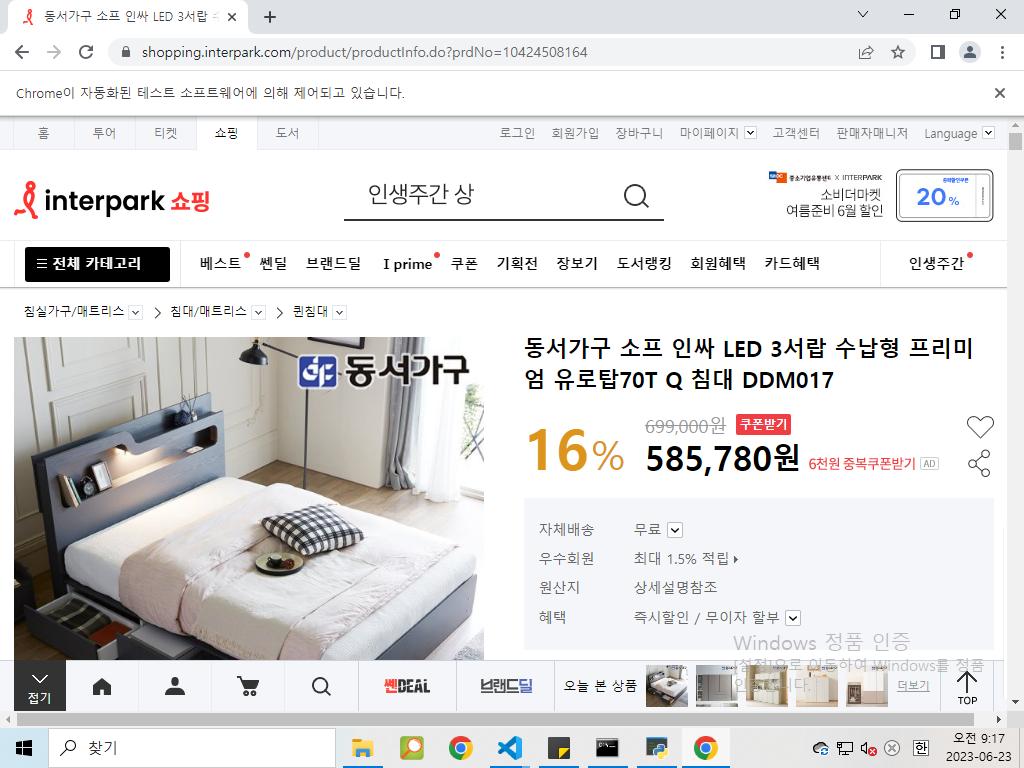 동서가구 소프 인싸 LED 3서랍 수
shopping.interpark.com/product/productInfo.do?prdNo=10424508164
Chrome이 자동화된 테스트 소프트웨어에 의해 제어되고 있습니다.
홈 투어 티켓 쇼핑 도서 로그인 회원가입 장바구니 마이페이지 고객센터 판매자매니저 Language
interpark 쇼핑 인생주간 상
중소기업유통센터 X INTERPARK
소비더마켓
여름준비 6월 할인
20%
전체 카테고리 베스트 쎈딜 브랜드딜 I prime 쿠폰 기획전 장보기 도서랭킹 회원혜택 카드혜택 인생주간
침실가구/매트리스 침대/매트리스 퀸침대
동서가구
동서가구 소프 인싸 LED 3서랍 수납형 프리미
엄 유로탑70T Q 침대 DDM017
699,000원 쿠폰받기
16% 585,780원 6천원 중복쿠폰받기 AD
자체배송 무료
우수회원 최대 1.5% 적립
원산지 상세설명참조
혜택 즉시할인 / 무이자 할부
Windows 정품 인증
[설정]으로 이동하여 Windows를 정품
접기 쎈DEAL 브랜드딜 오늘 본 상품 더보기 TOP
찾기
한
오전 9:17
2023-06-23